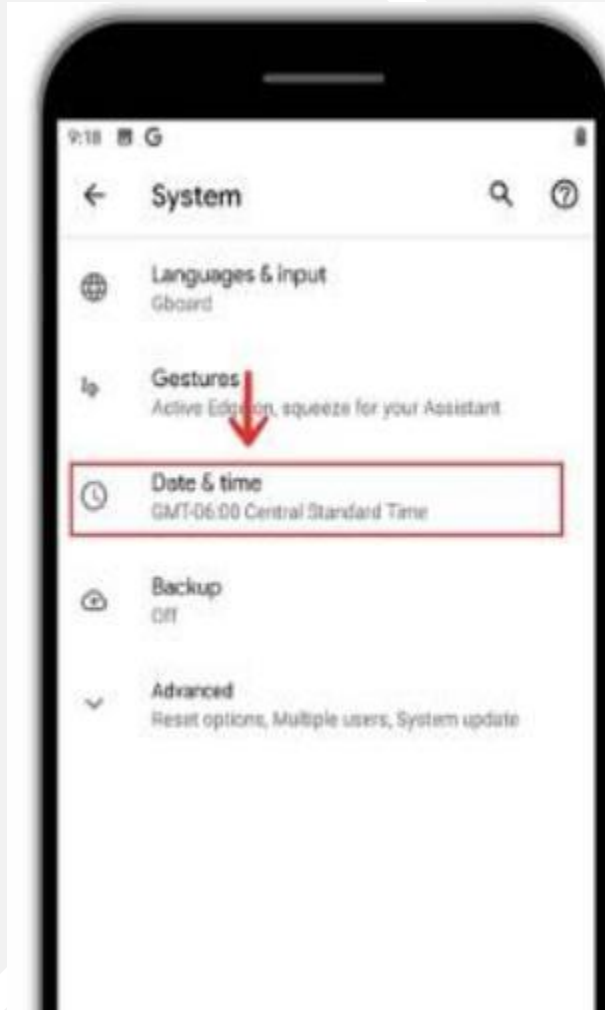 9:18 G
System
Languages & input
Gboard
Gestures
Active Edge on, squeeze for your Assistant
Date & time
GMT-06:00 Central Standard Time
Backup
Off
Advanced
Reset options, Multiple users, System update